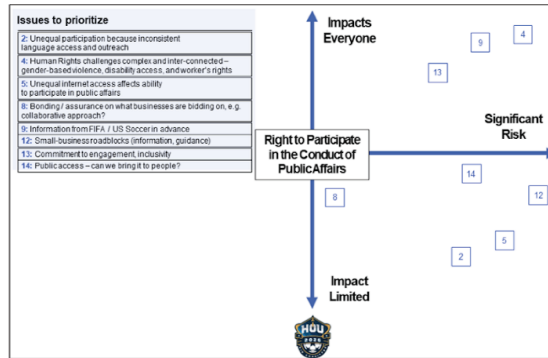 Issues to prioritize
2: Unequal participation because inconsistent
language access and outreach
4: Human Rights challenges complex and inter-connected –
gender-based violence, disability access, and worker's rights
5: Unequal internet access affects ability
to participate in public affairs
8: Bonding / assurance on what businesses are bidding on, e.g.
collaborative approach?
9: Information from FIFA / US Soccer in advance
12: Small-business roadblocks (information, guidance)
13: Commitment to engagement, inclusivity
14: Public access – can we bring it to people?
Impacts
Everyone
4
9
13
Significant
Risk
Right to Participate
in the Conduct of
Public Affairs
14
8
12
5
2
Impact
Limited
HOU
2026